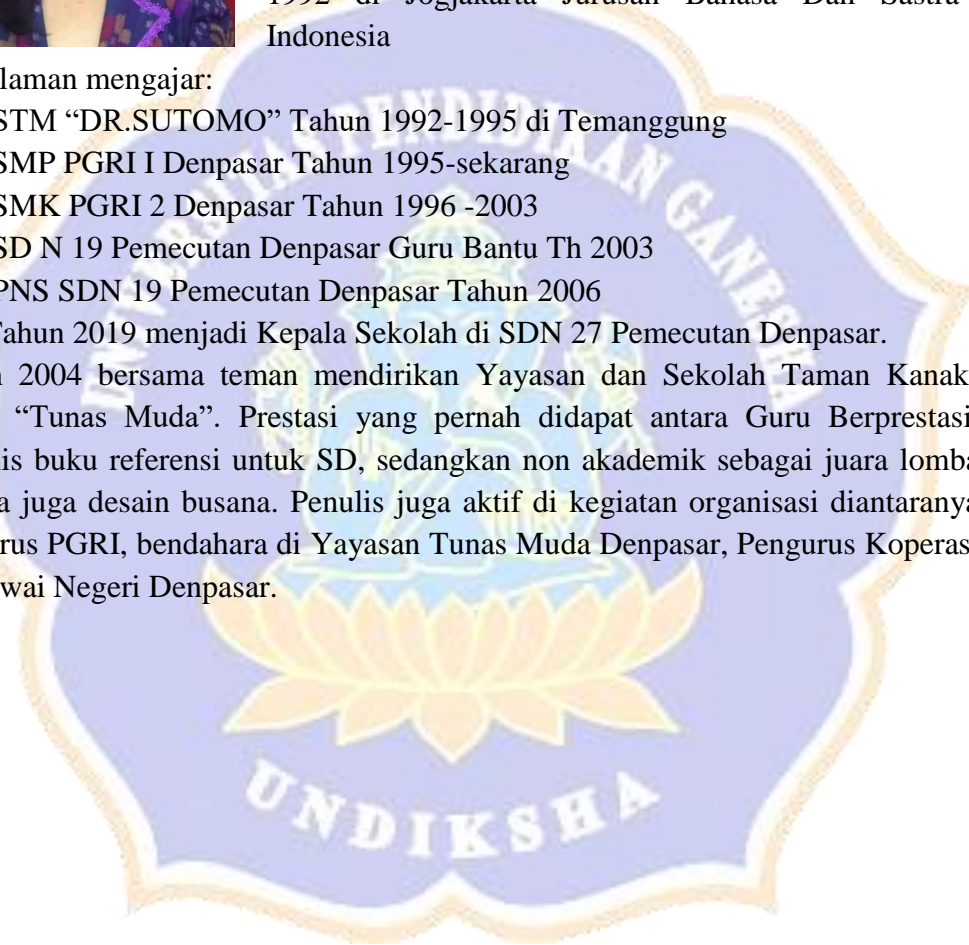 1992 di Jogjakarta Jurusan Bahasa Dan Sastra
Indonesia
laman mengajar:
STM “DR.SUTOMO” Tahun 1992-1995 di Temanggung
SMP PGRI I Denpasar Tahun 1995-sekarang
SMK PGRI 2 Denpasar Tahun 1996 -2003
SD N 19 Pemecutan Denpasar Guru Bantu Th 2003
PNS SDN 19 Pemecutan Denpasar Tahun 2006
Tahun 2019 menjadi Kepala Sekolah di SDN 27 Pemecutan Denpasar.
2004 bersama teman mendirikan Yayasan dan Sekolah Taman Kanak
“Tunas Muda”. Prestasi yang pernah didapat antara Guru Berprestasi
lis buku referensi untuk SD, sedangkan non akademik sebagai juara lomba
a juga desain busana. Penulis juga aktif di kegiatan organisasi diantaranya
rus PGRI, bendahara di Yayasan Tunas Muda Denpasar, Pengurus Koperas
wai Negeri Denpasar.
UNIVERSITAS PENDIDIKAN GANESHA
UNDIKSHA